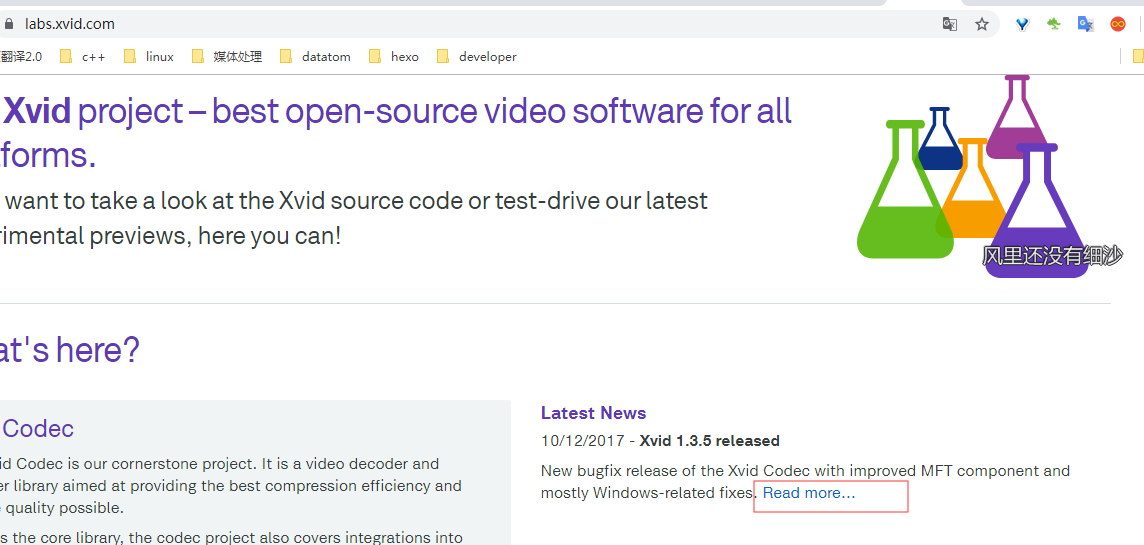 labs.xvid.com
翻译2.0 c++ linux 媒体处理 datatom hexo developer
Xvid project – best open-source video software for all
forms.
want to take a look at the Xvid source code or test-drive our latest
rimental previews, here you can!
风里还没有细沙
at's here?
Codec
Latest News
10/12/2017 - Xvid 1.3.5 released
id Codec is our cornerstone project. It is a video decoder and
er library aimed at providing the best compression efficiency and
quality possible.
New bugfix release of the Xvid Codec with improved MFT component and
mostly Windows-related fixes. Read more...
s the core library, the codec project also covers integrations into